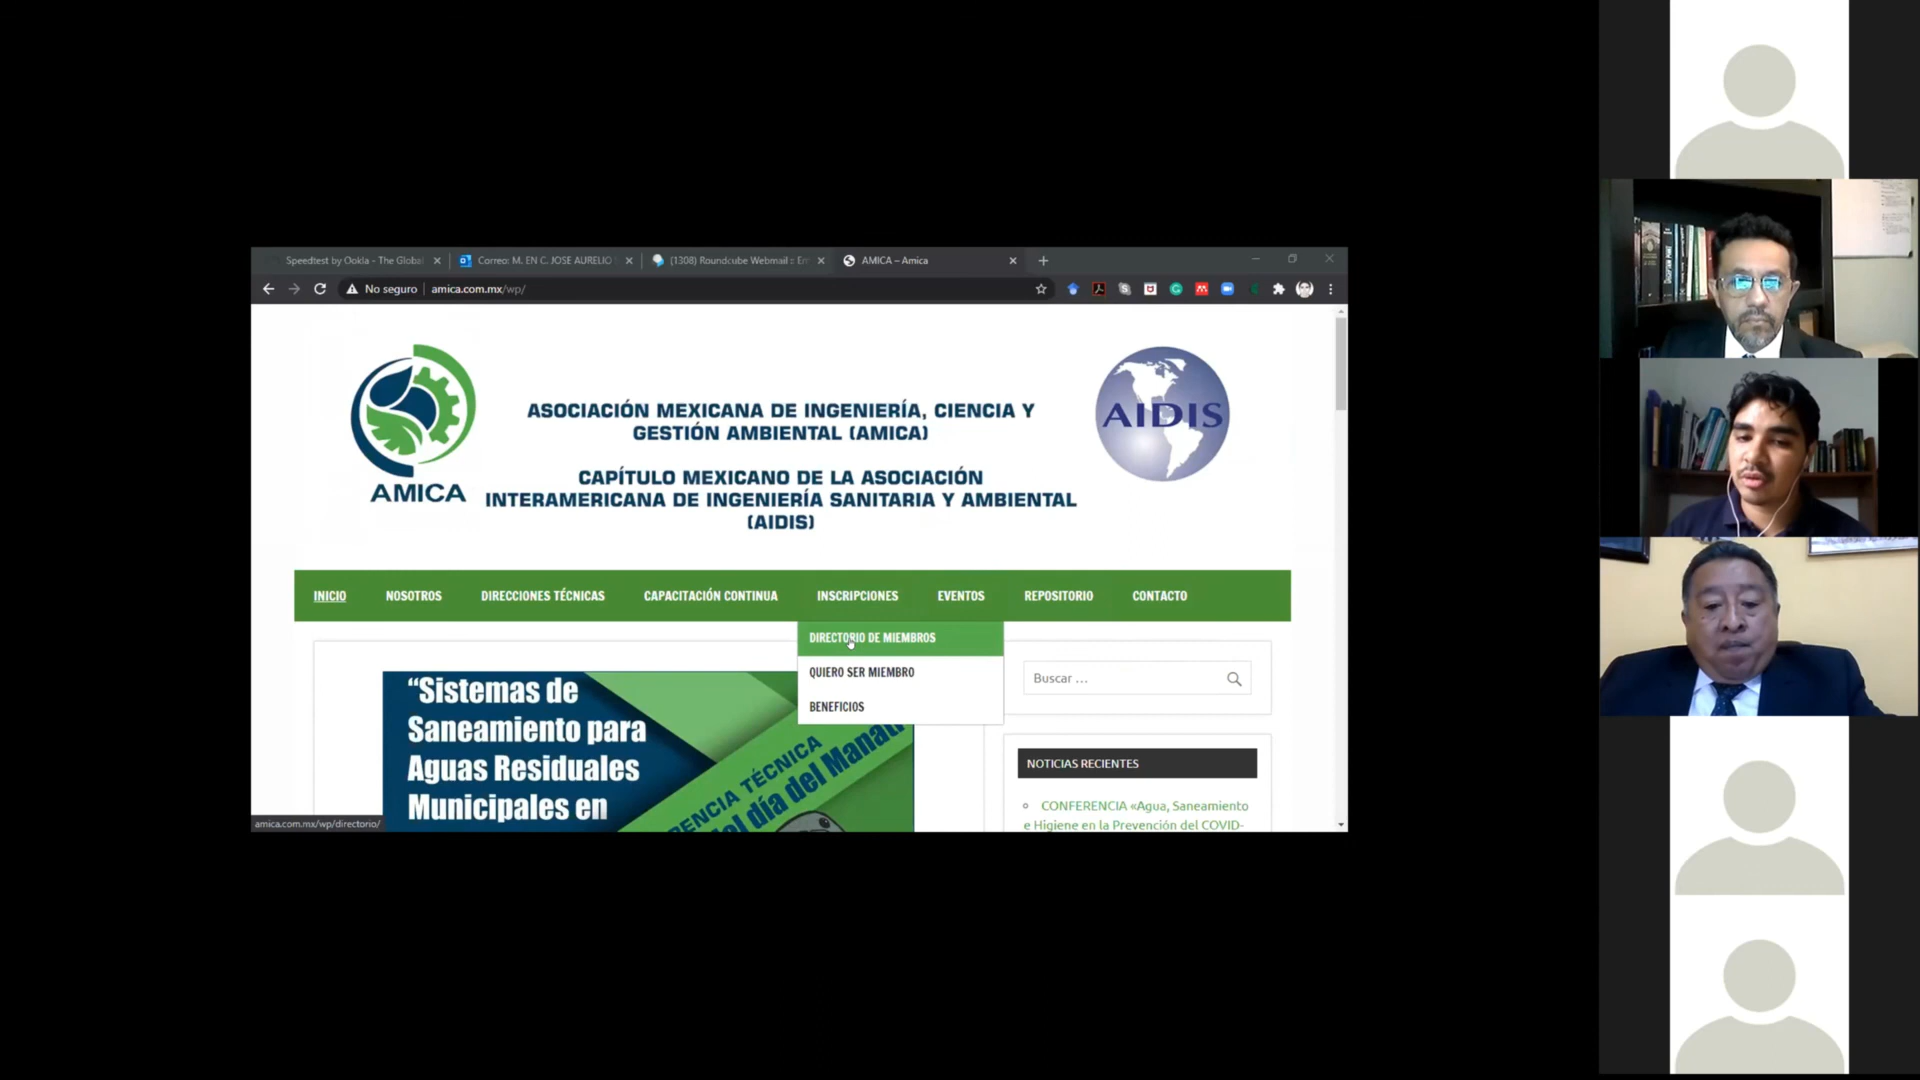 Speedtest by Ookla - The Global
Correo: M. EN C. JOSE AURELIO
(1308) Roundcube Webmail :: Em
AMICA – Amica
No seguro
amica.com.mx/wp/
AMICA
ASOCIACIÓN MEXICANA DE INGENIERÍA, CIENCIA Y
GESTIÓN AMBIENTAL (AMICA)
CAPÍTULO MEXICANO DE LA ASOCIACIÓN
INTERAMERICANA DE INGENIERÍA SANITARIA Y AMBIENTAL
(AIDIS)
AIDIS
INICIO
NOSOTROS
DIRECCIONES TÉCNICAS
CAPACITACIÓN CONTINUA
INSCRIPCIONES
EVENTOS
REPOSITORIO
CONTACTO
DIRECTORIO DE MIEMBROS
QUIERO SER MIEMBRO
BENEFICIOS
“Sistemas de
Saneamiento para
Aguas Residuales
Municipales en
RENCIA TÉCNICA
del día del Manatí
Buscar …
NOTICIAS RECIENTES
CONFERENCIA «Agua, Saneamiento
e Higiene en la Prevención del COVID-
amica.com.mx/wp/directorio/